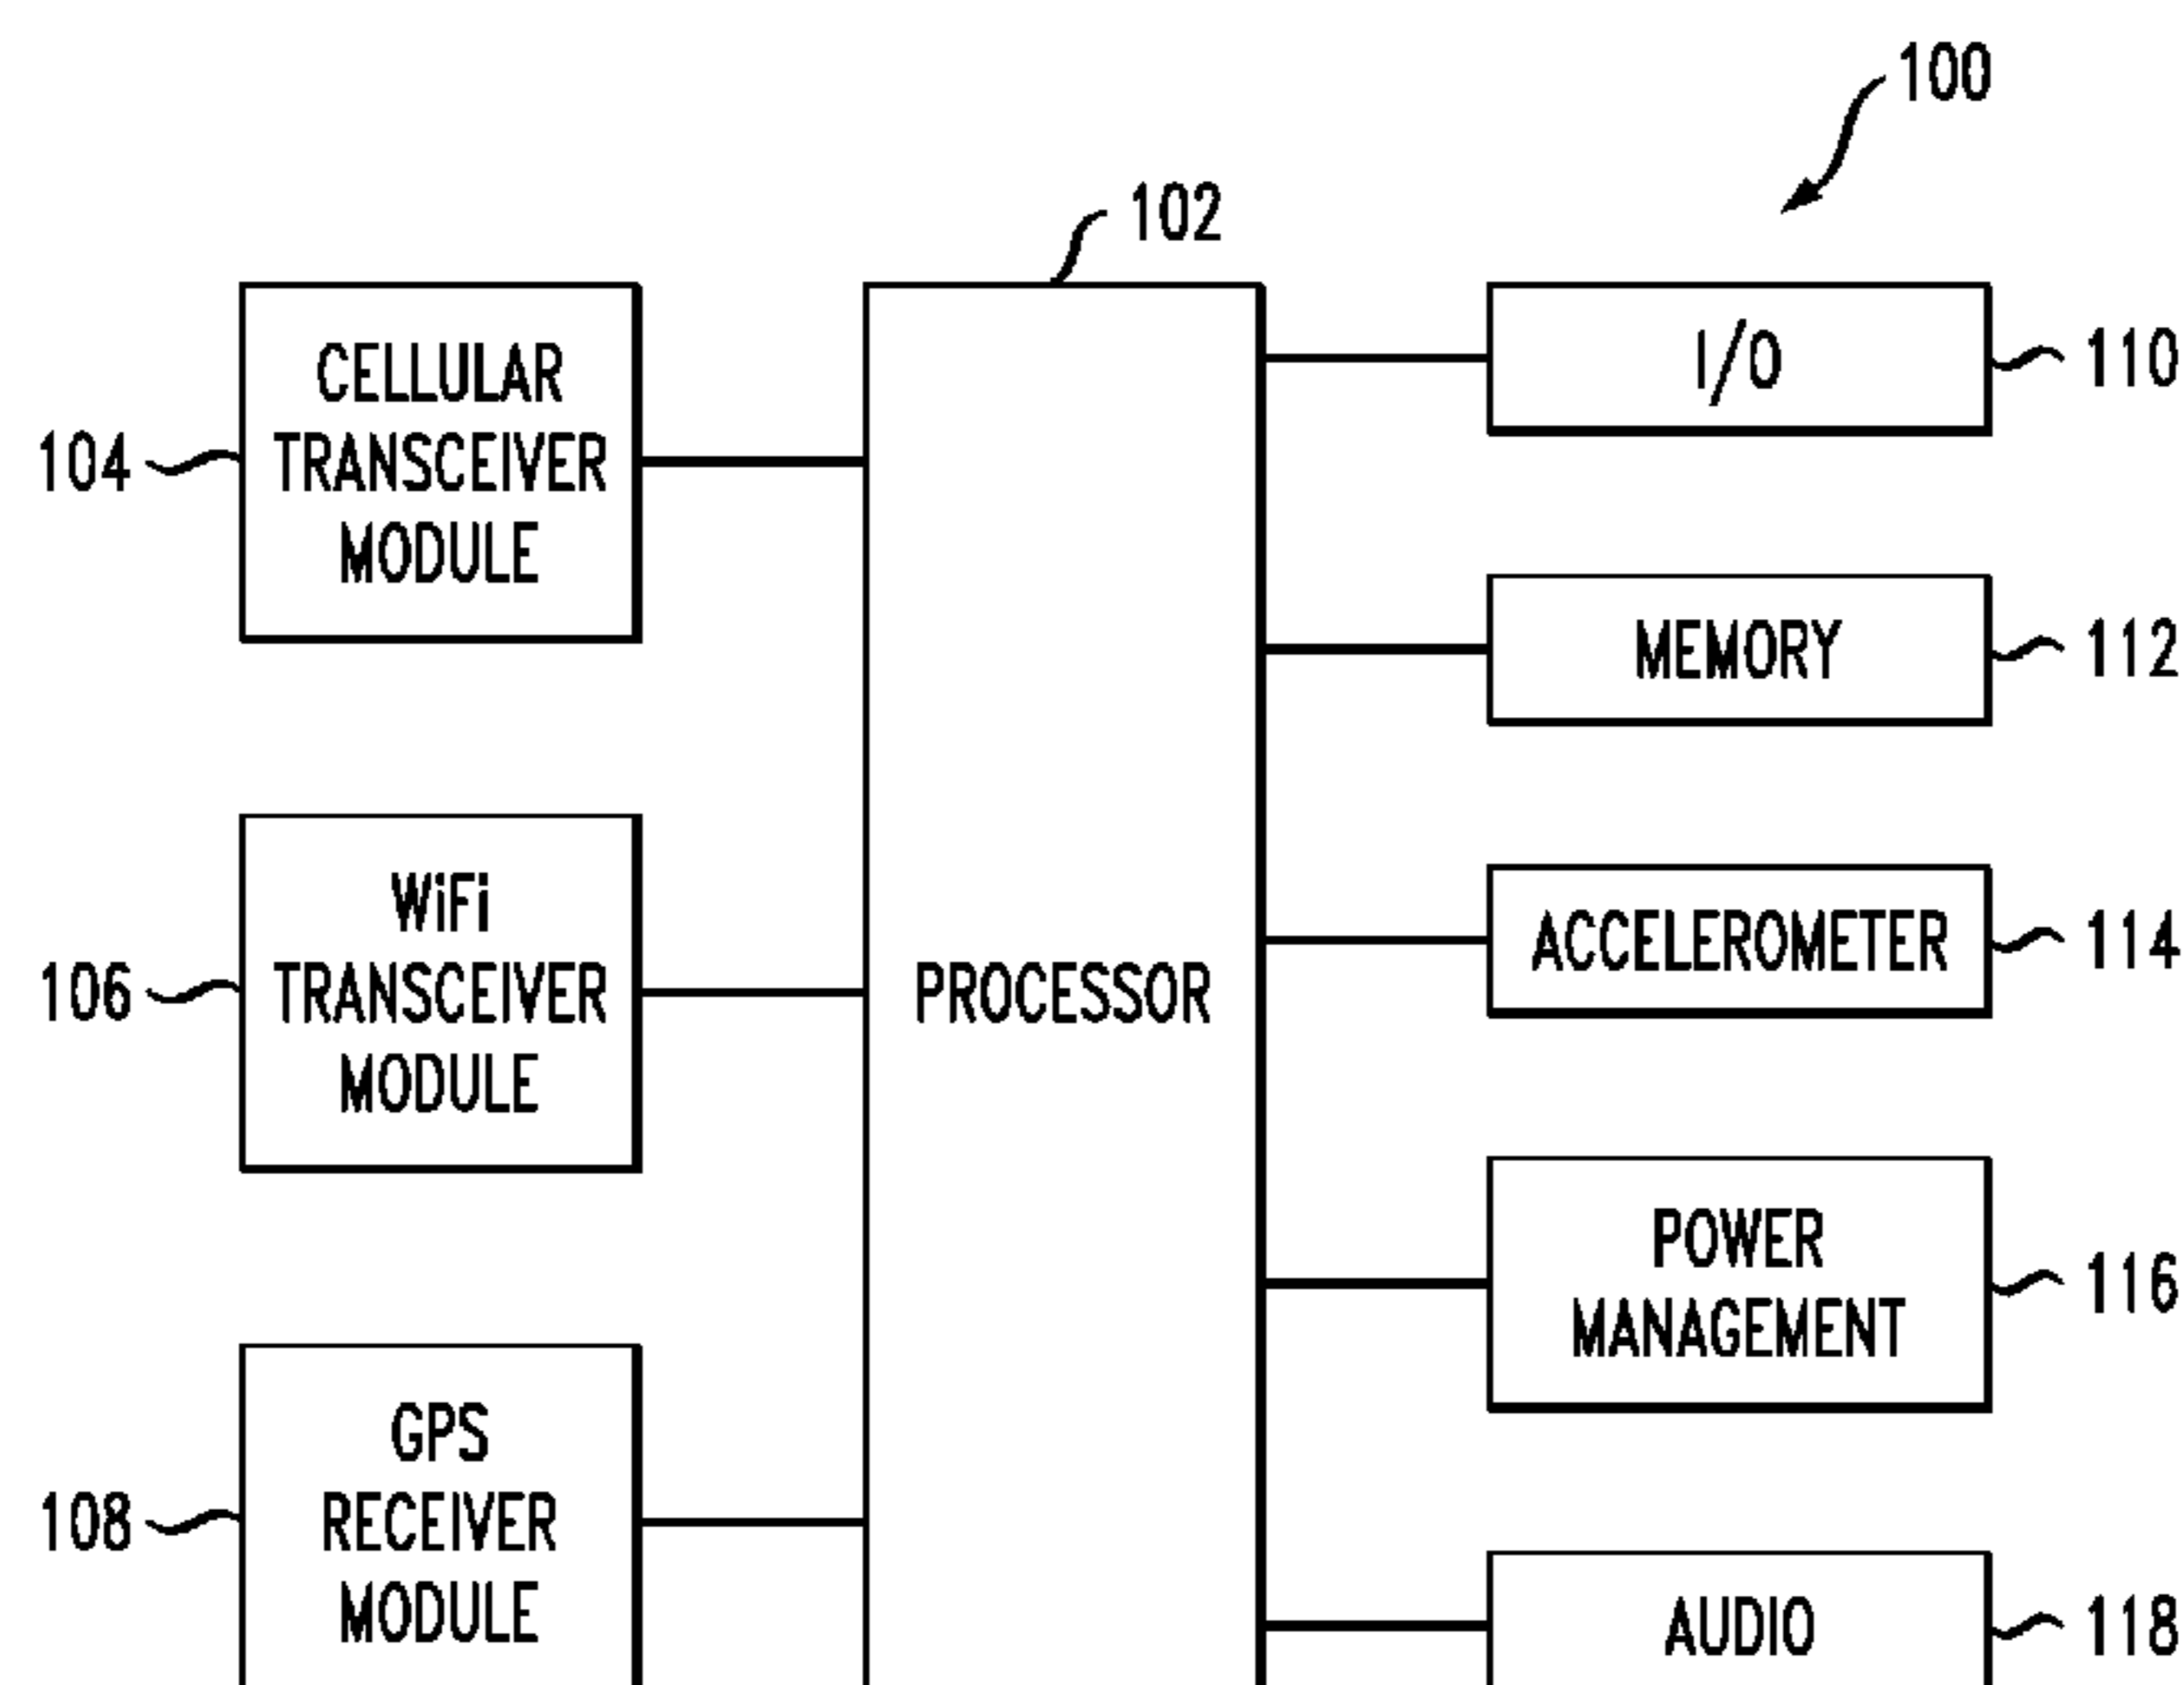 100
102
CELLULAR
TRANSCEIVER
MODULE
104
I/O
110
MEMORY
112
WiFi
TRANSCEIVER
MODULE
106
PROCESSOR
ACCELEROMETER
114
POWER
MANAGEMENT
116
GPS
RECEIVER
MODULE
108
AUDIO
118